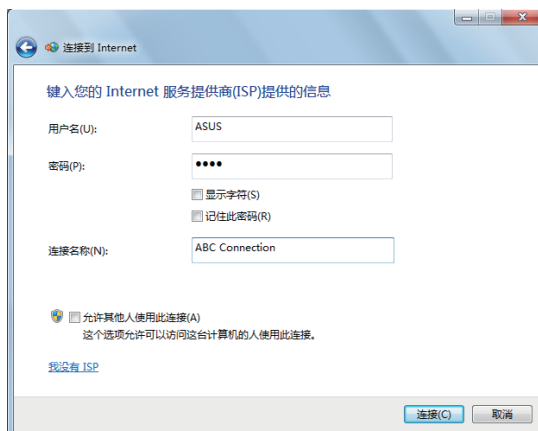 连接到 Internet
键入您的 Internet 服务提供商(ISP)提供的信息
用户名(U):
ASUS
密码(P):
●●●●
显示字符(S)
记住此密码(R)
连接名称(N):
ABC Connection
允许其他人使用此连接(A)
这个选项允许可以访问这台计算机的人使用此连接。
我没有 ISP
连接(C)
取消